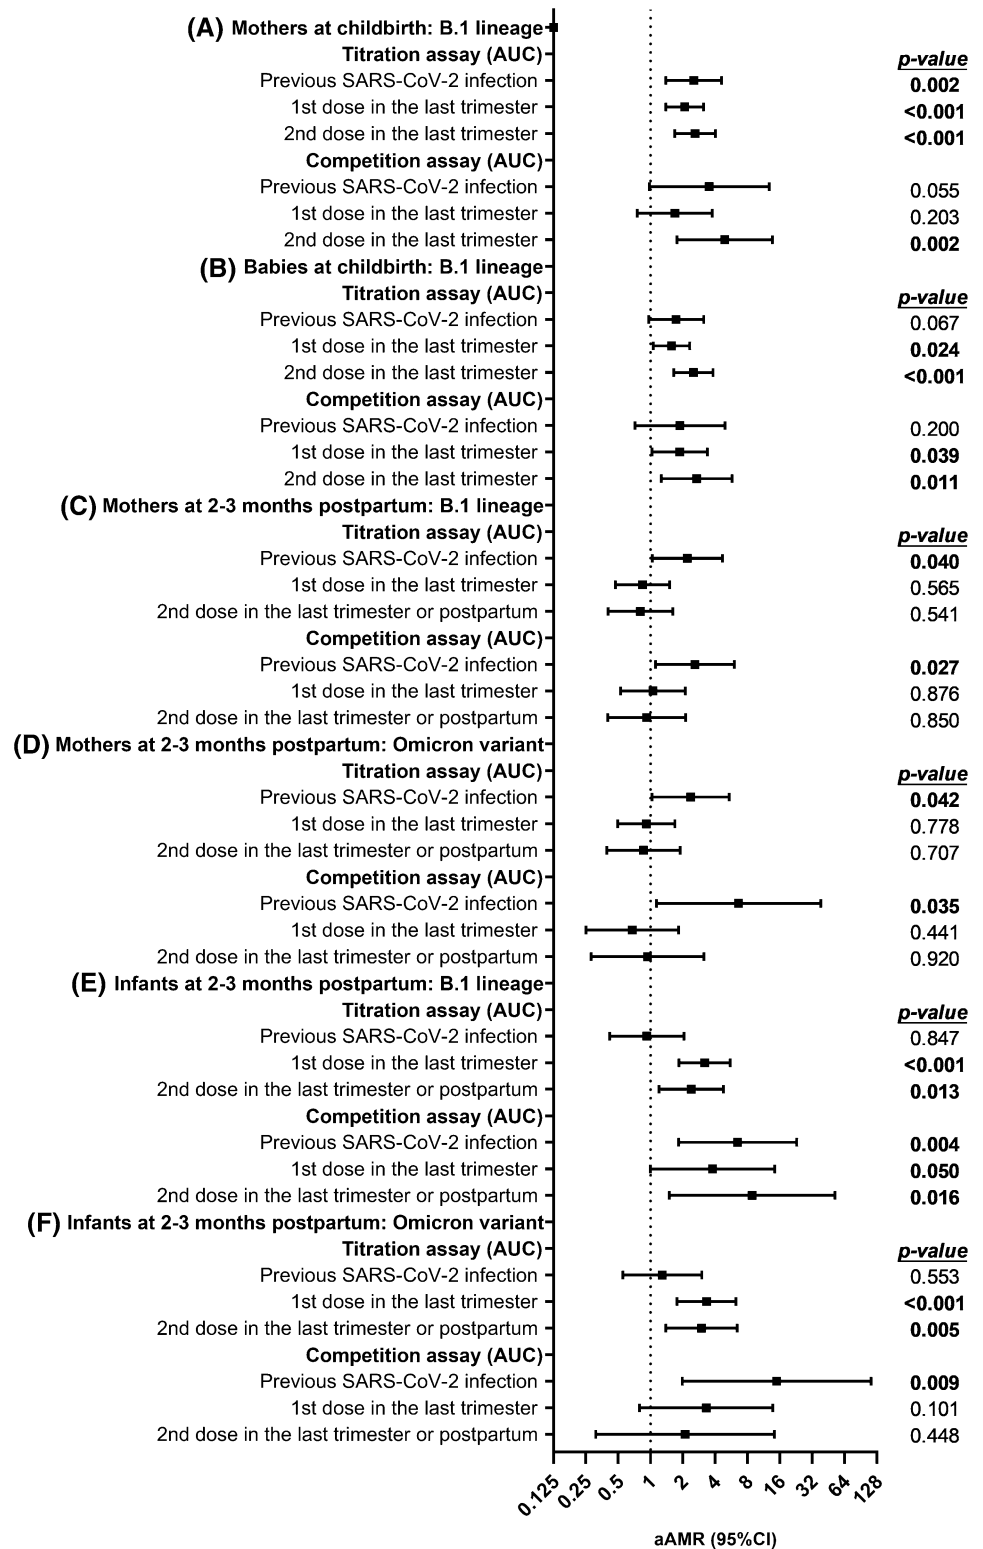 (A) Mothers at childbirth: B.1 lineage
Titration assay (AUC) p-value
Previous SARS-CoV-2 infection 0.002
1st dose in the last trimester <0.001
2nd dose in the last trimester <0.001
Competition assay (AUC)
Previous SARS-CoV-2 infection 0.055
1st dose in the last trimester 0.203
2nd dose in the last trimester 0.002
(B) Babies at childbirth: B.1 lineage
Titration assay (AUC) p-value
Previous SARS-CoV-2 infection 0.067
1st dose in the last trimester 0.024
2nd dose in the last trimester <0.001
Competition assay (AUC)
Previous SARS-CoV-2 infection 0.200
1st dose in the last trimester 0.039
2nd dose in the last trimester 0.011
(C) Mothers at 2-3 months postpartum: B.1 lineage
Titration assay (AUC) p-value
Previous SARS-CoV-2 infection 0.040
1st dose in the last trimester 0.565
2nd dose in the last trimester or postpartum 0.541
Competition assay (AUC)
Previous SARS-CoV-2 infection 0.027
1st dose in the last trimester 0.876
2nd dose in the last trimester or postpartum 0.850
(D) Mothers at 2-3 months postpartum: Omicron variant
Titration assay (AUC) p-value
Previous SARS-CoV-2 infection 0.042
1st dose in the last trimester 0.778
2nd dose in the last trimester or postpartum 0.707
Competition assay (AUC)
Previous SARS-CoV-2 infection 0.035
1st dose in the last trimester 0.441
2nd dose in the last trimester or postpartum 0.920
(E) Infants at 2-3 months postpartum: B.1 lineage
Titration assay (AUC) p-value
Previous SARS-CoV-2 infection 0.847
1st dose in the last trimester <0.001
2nd dose in the last trimester or postpartum 0.013
Competition assay (AUC)
Previous SARS-CoV-2 infection 0.004
1st dose in the last trimester 0.050
2nd dose in the last trimester or postpartum 0.016
(F) Infants at 2-3 months postpartum: Omicron variant
Titration assay (AUC) p-value
Previous SARS-CoV-2 infection 0.553
1st dose in the last trimester <0.001
2nd dose in the last trimester or postpartum 0.005
Competition assay (AUC)
Previous SARS-CoV-2 infection 0.009
1st dose in the last trimester 0.101
2nd dose in the last trimester or postpartum 0.448
0.125 0.25 0.5 1 2 4 8 16 32 64 128
aAMR (95%CI)